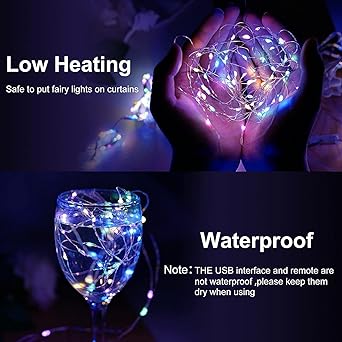 Low Heating
Safe to put fairy lights on curtains
Waterproof
Note：THE USB interface and remote are
not waterproof ,please keep them
dry when using